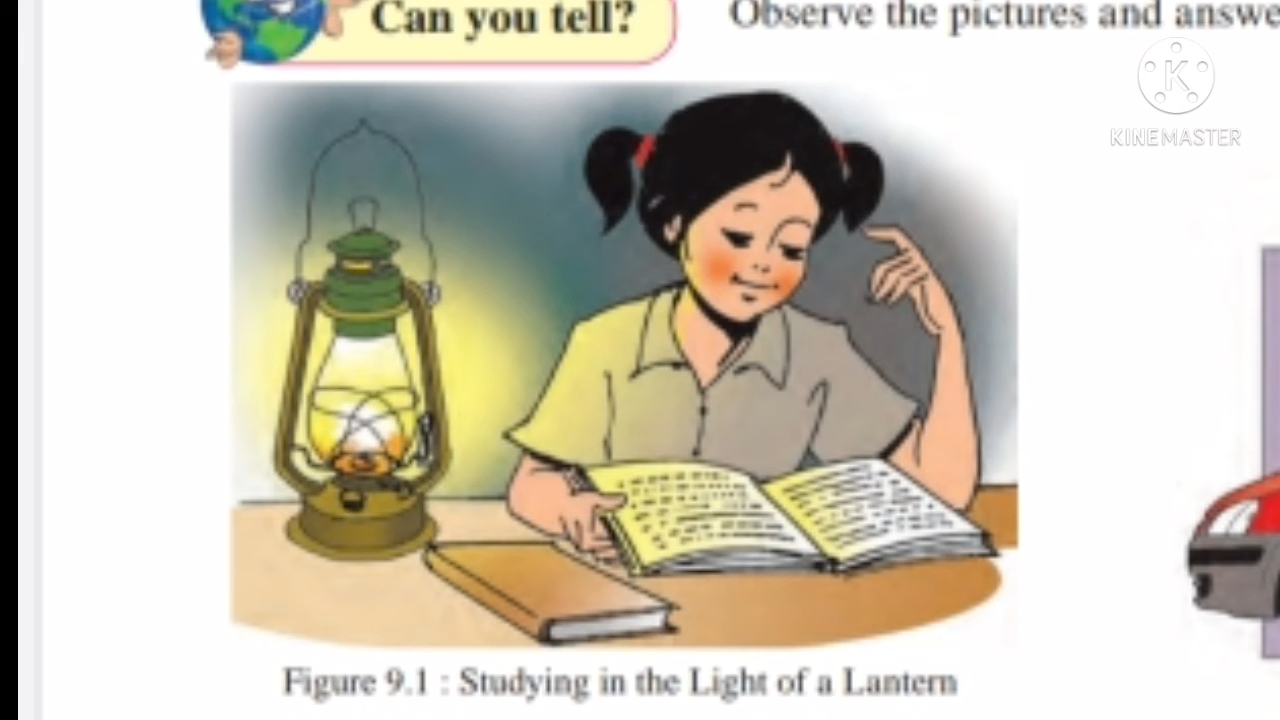 Can you tell?
Observe the pictures and answe
KINEMASTER
Figure 9.1 : Studying in the Light of a Lantern